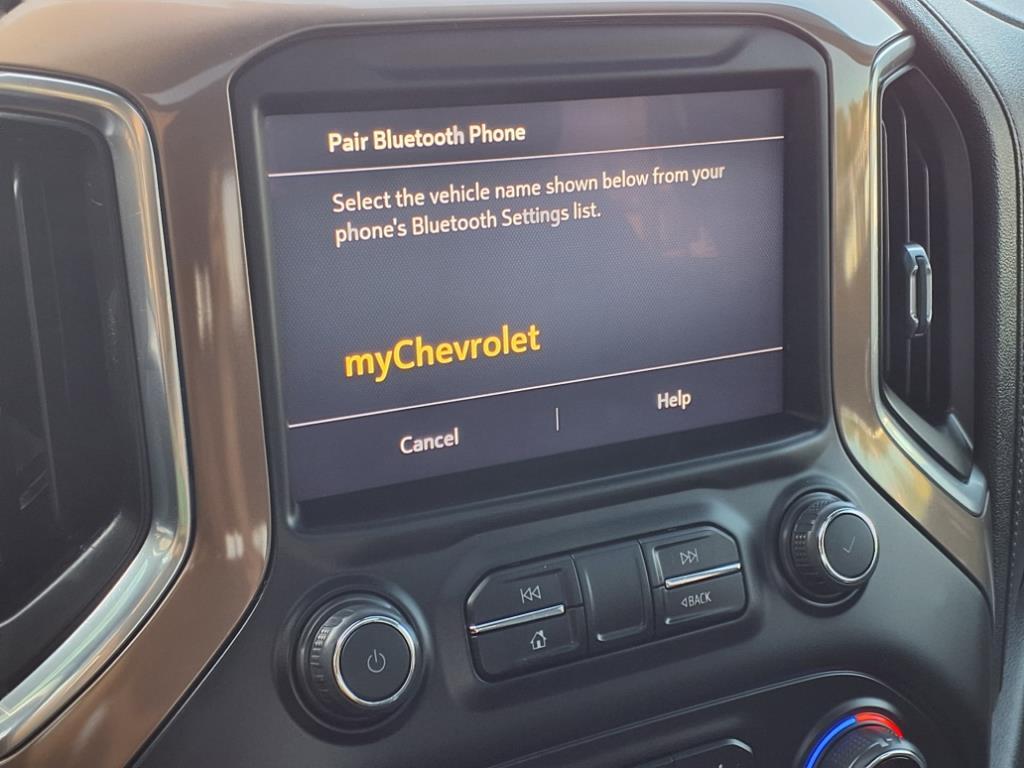 Pair Bluetooth Phone
Select the vehicle name shown below from your
phone's Bluetooth Settings list.
myChevrolet
Cancel
Help
BACK